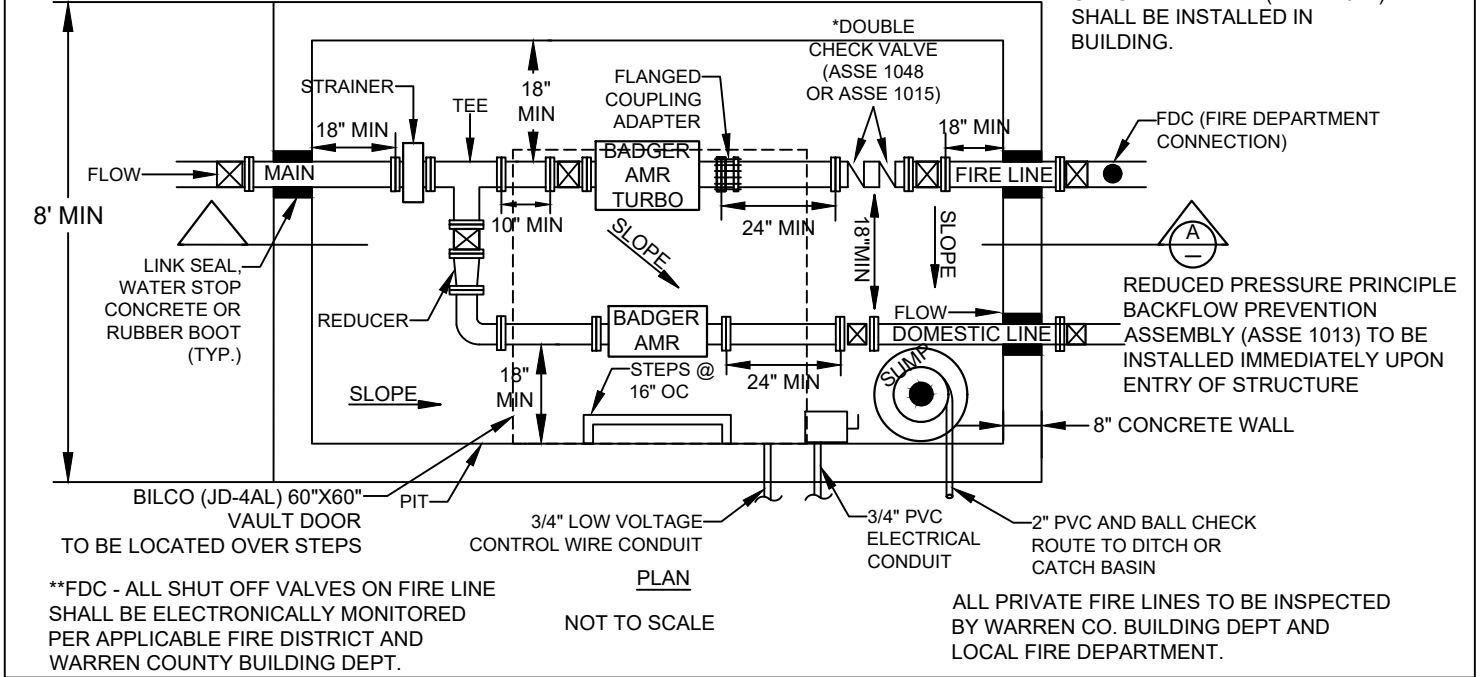 SHALL BE INSTALLED IN
BUILDING.
*DOUBLE
CHECK VALVE
(ASSE 1048
OR ASSE 1015)
STRAINER
TEE
18"
MIN
FLANGED
COUPLING
ADAPTER
18" MIN
18" MIN
FDC (FIRE DEPARTMENT
CONNECTION)
FLOW
MAIN
BADGER
AMR
TURBO
FIRE LINE
8' MIN
10" MIN
SLOPE
24" MIN
18"MIN
SLOPE
A
LINK SEAL,
WATER STOP
CONCRETE OR
RUBBER BOOT
(TYP.)
REDUCER
BADGER
AMR
FLOW
DOMESTIC LINE
REDUCED PRESSURE PRINCIPLE
BACKFLOW PREVENTION
ASSEMBLY (ASSE 1013) TO BE
INSTALLED IMMEDIATELY UPON
ENTRY OF STRUCTURE
SLOPE
18"
MIN
STEPS @
16" OC
24" MIN
SUMP
8" CONCRETE WALL
BILCO (JD-4AL) 60"X60"
VAULT DOOR
TO BE LOCATED OVER STEPS
PIT
3/4" LOW VOLTAGE
CONTROL WIRE CONDUIT
3/4" PVC
ELECTRICAL
CONDUIT
2" PVC AND BALL CHECK
ROUTE TO DITCH OR
CATCH BASIN
PLAN
NOT TO SCALE
**FDC - ALL SHUT OFF VALVES ON FIRE LINE
SHALL BE ELECTRONICALLY MONITORED
PER APPLICABLE FIRE DISTRICT AND
WARREN COUNTY BUILDING DEPT.
ALL PRIVATE FIRE LINES TO BE INSPECTED
BY WARREN CO. BUILDING DEPT AND
LOCAL FIRE DEPARTMENT.